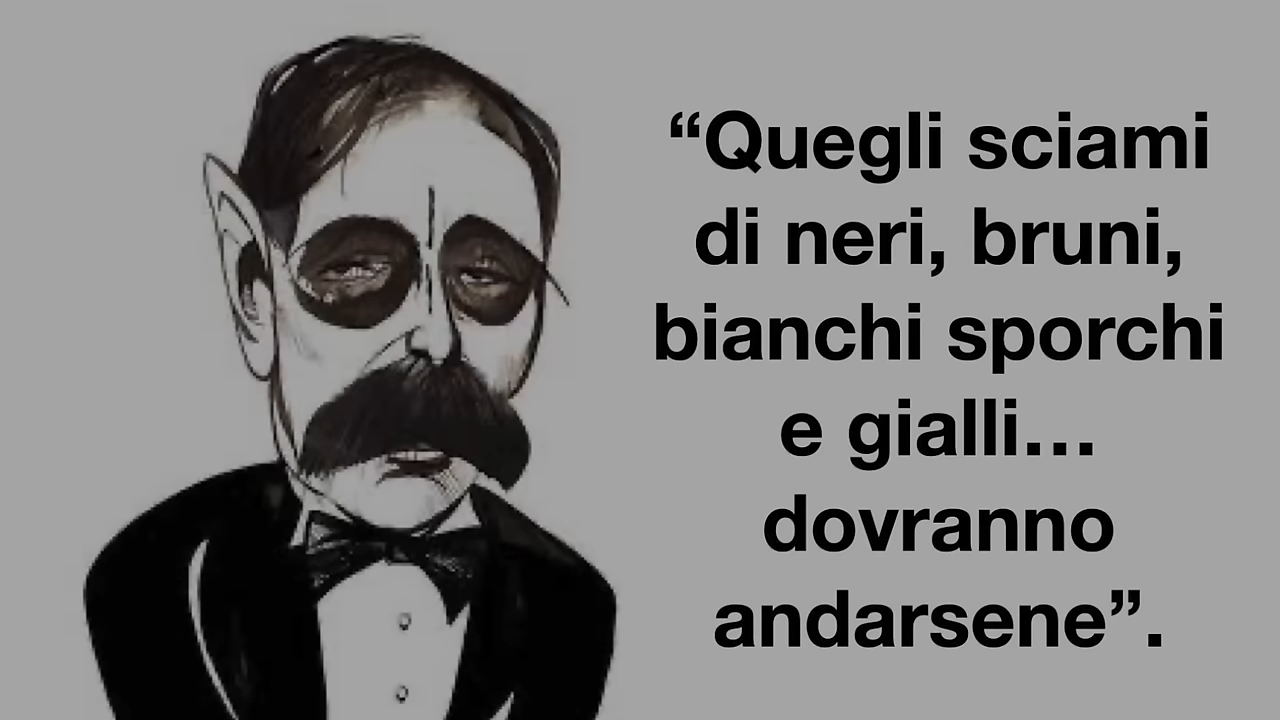 “Quegli sciami
di neri, bruni,
bianchi sporchi
e gialli…
dovranno
andarsene”.